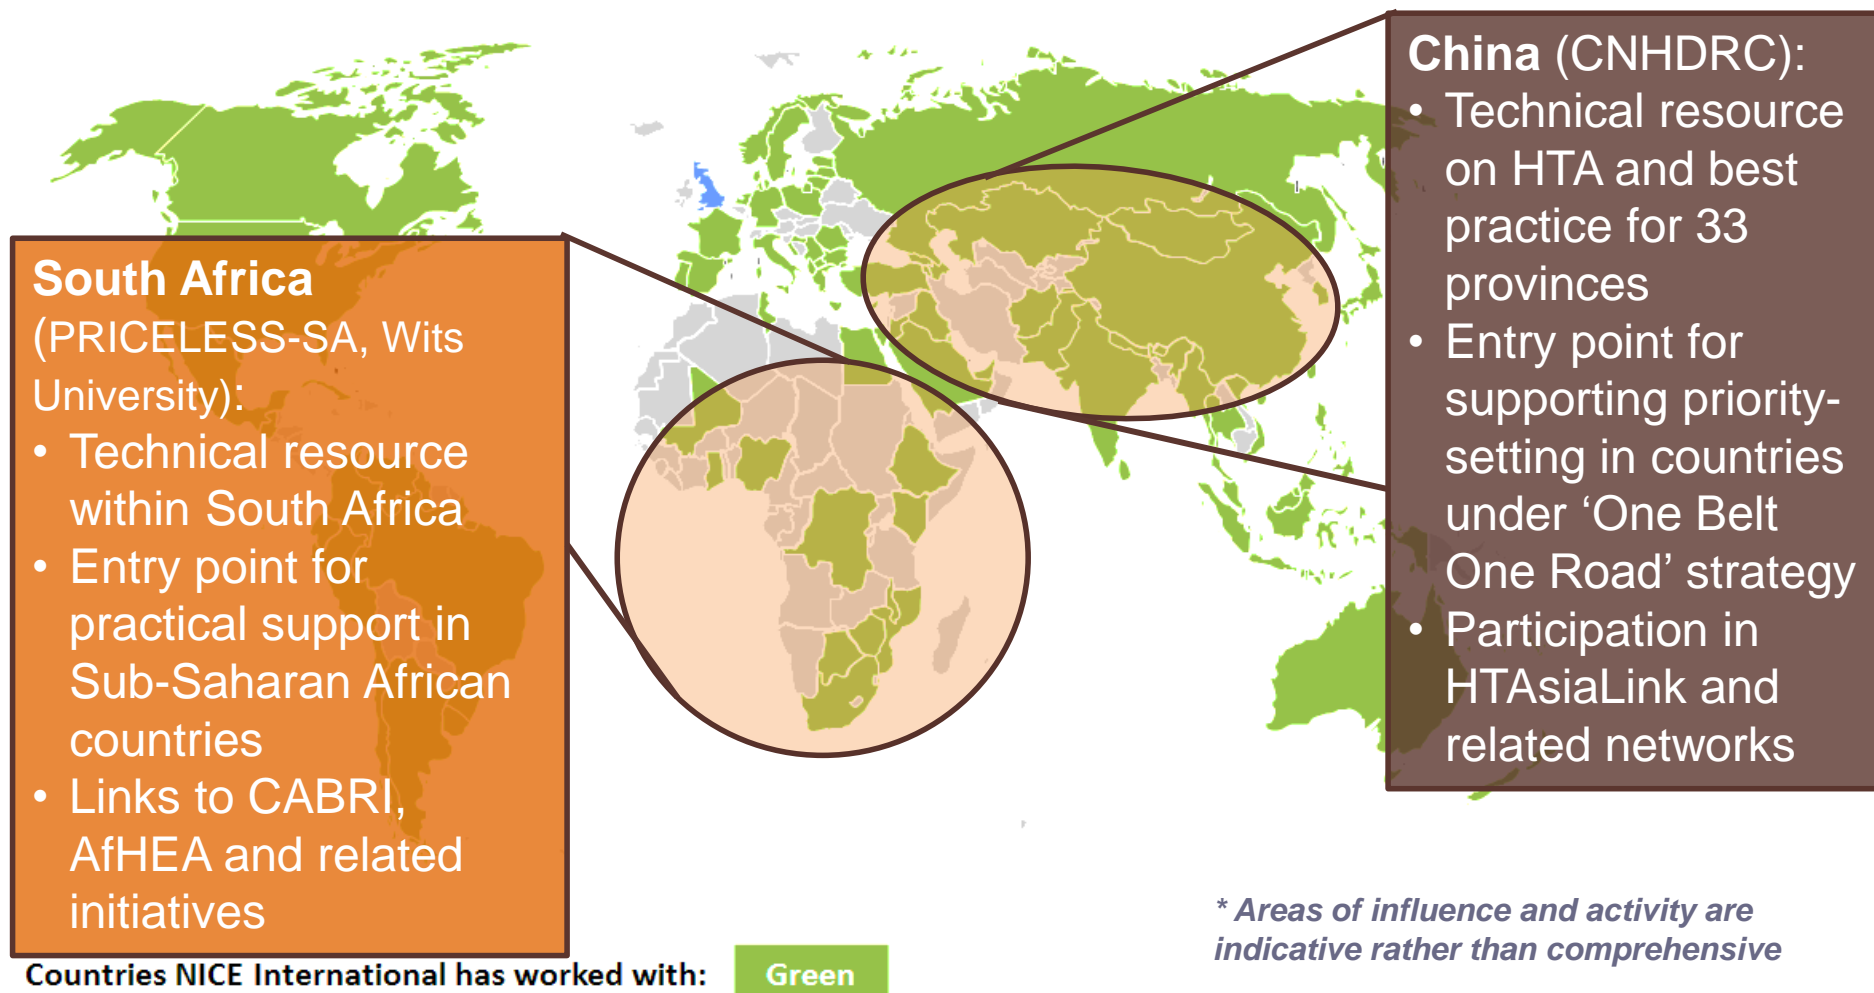 South Africa
(PRICELESS-SA, Wits
University):
• Technical resource
within South Africa
• Entry point for
practical support in
Sub-Saharan African
countries
• Links to CABRI,
AfHEA and related
initiatives
China (CNHDRC):
• Technical resource
on HTA and best
practice for 33
provinces
• Entry point for
supporting priority-
setting in countries
under ‘One Belt
One Road’ strategy
• Participation in
HTAsiaLink and
related networks
* Areas of influence and activity are
indicative rather than comprehensive
Countries NICE International has worked with: Green